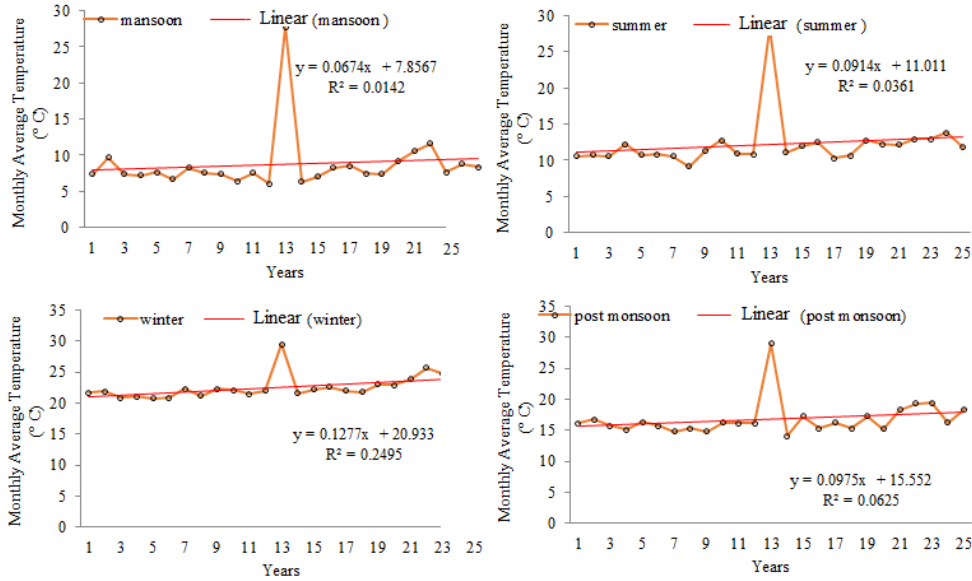 mansoon Linear (mansoon )
Monthly Average Temperature
(° C)
30
25
20
15
10
5
0
y = 0.0674x + 7.8567
R² = 0.0142
1 3 5 7 9 11 13 15 17 19 21 23 25
Years
summer Linear (summer)
Monthly Average Temperature
(° C)
30
25
20
15
10
5
0
y = 0.0914x + 11.011
R² = 0.0361
1 3 5 7 9 11 13 15 17 19 21 23 25
Years
winter Linear (winter)
Monthly Average Temperature
(° C)
35
30
25
20
15
10
5
0
y = 0.1277x + 20.933
R² = 0.2495
1 3 5 7 9 11 13 15 17 19 21 23 25
Years
post monsoon Linear (post monsoon)
Monthly Average Temperature
(° C)
35
30
25
20
15
10
5
0
y = 0.0975x + 15.552
R² = 0.0625
1 3 5 7 9 11 13 15 17 19 21 23 25
Years